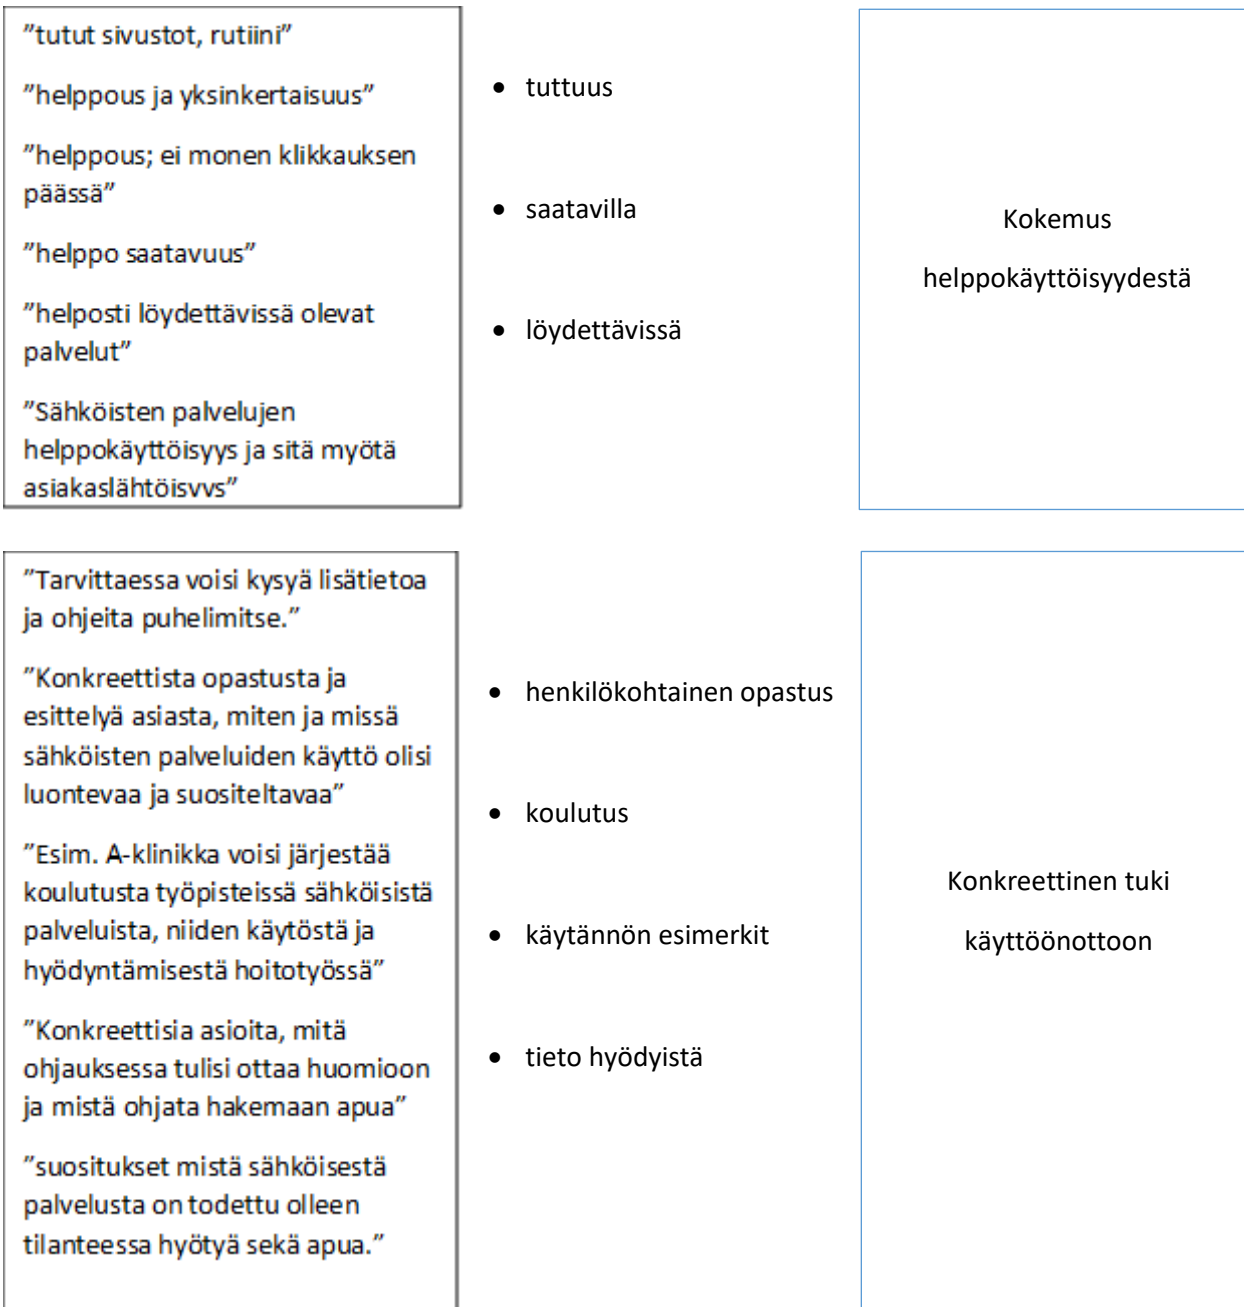 ”tutut sivustot, rutiini”
”helppous ja yksinkertaisuus”
”helppous; ei monen klikkauksen
päässä”
”helppo saatavuus”
”helposti löydettävissä olevat
palvelut”
”Sähköisten palvelujen
helppokäyttöisyys ja sitä myötä
asiakaslähtöisyys”
• tuttuus
• saatavilla
• löydettävissä
Kokemus
helppokäyttöisyydestä
”Tarvittaessa voisi kysyä lisätietoa
ja ohjeita puhelimitse.”
”Konkreettista opastusta ja
esittelyä asiasta, miten ja missä
sähköisten palveluiden käyttö olisi
luontevaa ja suositeltavaa”
”Esim. A-klinikka voisi järjestää
koulutusta työpisteissä sähköisistä
palveluista, niiden käytöstä ja
hyödyntämisestä hoitotyössä”
”Konkreettisia asioita, mitä
ohjauksessa tulisi ottaa huomioon
ja mistä ohjata hakemaan apua”
”suositukset mistä sähköisestä
palvelusta on todettu olleen
tilanteessa hyötyä sekä apua.”
• henkilökohtainen opastus
• koulutus
• käytännön esimerkit
• tieto hyödyistä
Konkreettinen tuki
käyttöönottoon